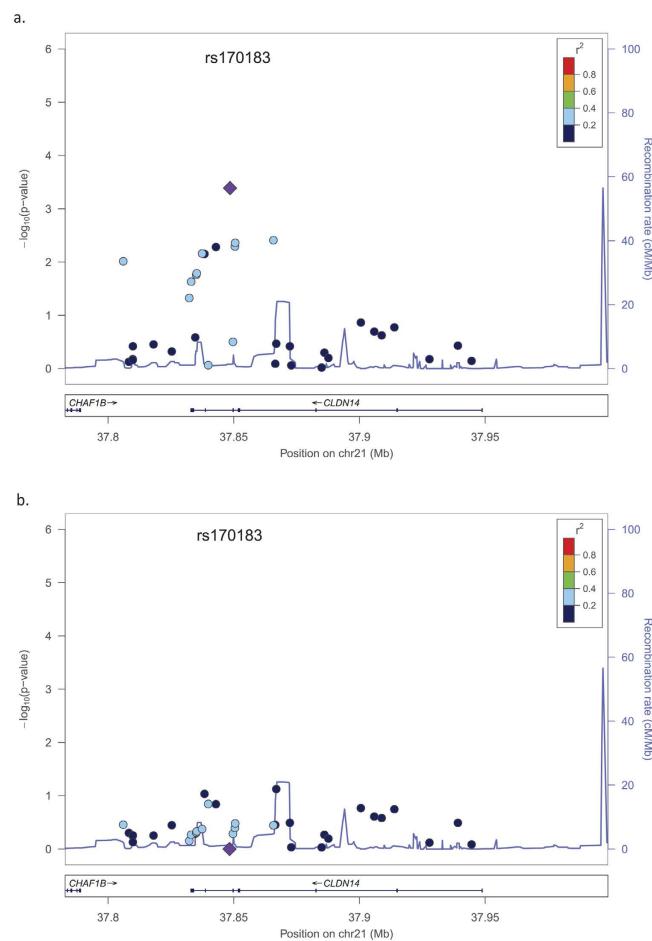 a.
rs170183
r2
0.8
0.6
0.4
0.2
6
5
4
3
2
1
0
100
80
60
40
20
0
−log10(p−value)
Recombination rate (cM/Mb)
CHAF1B→
←CLDN14
37.8 37.85 37.9 37.95
Position on chr21 (Mb)
b.
rs170183
r2
0.8
0.6
0.4
0.2
6
5
4
3
2
1
0
100
80
60
40
20
0
−log10(p−value)
Recombination rate (cM/Mb)
CHAF1B→
←CLDN14
37.8 37.85 37.9 37.95
Position on chr21 (Mb)